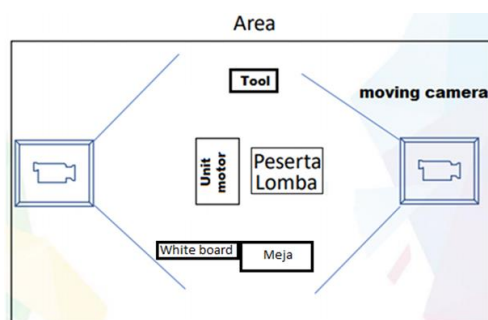 Area
Tool
moving camera
Unit
motor
Peserta
Lomba
White board
Meja